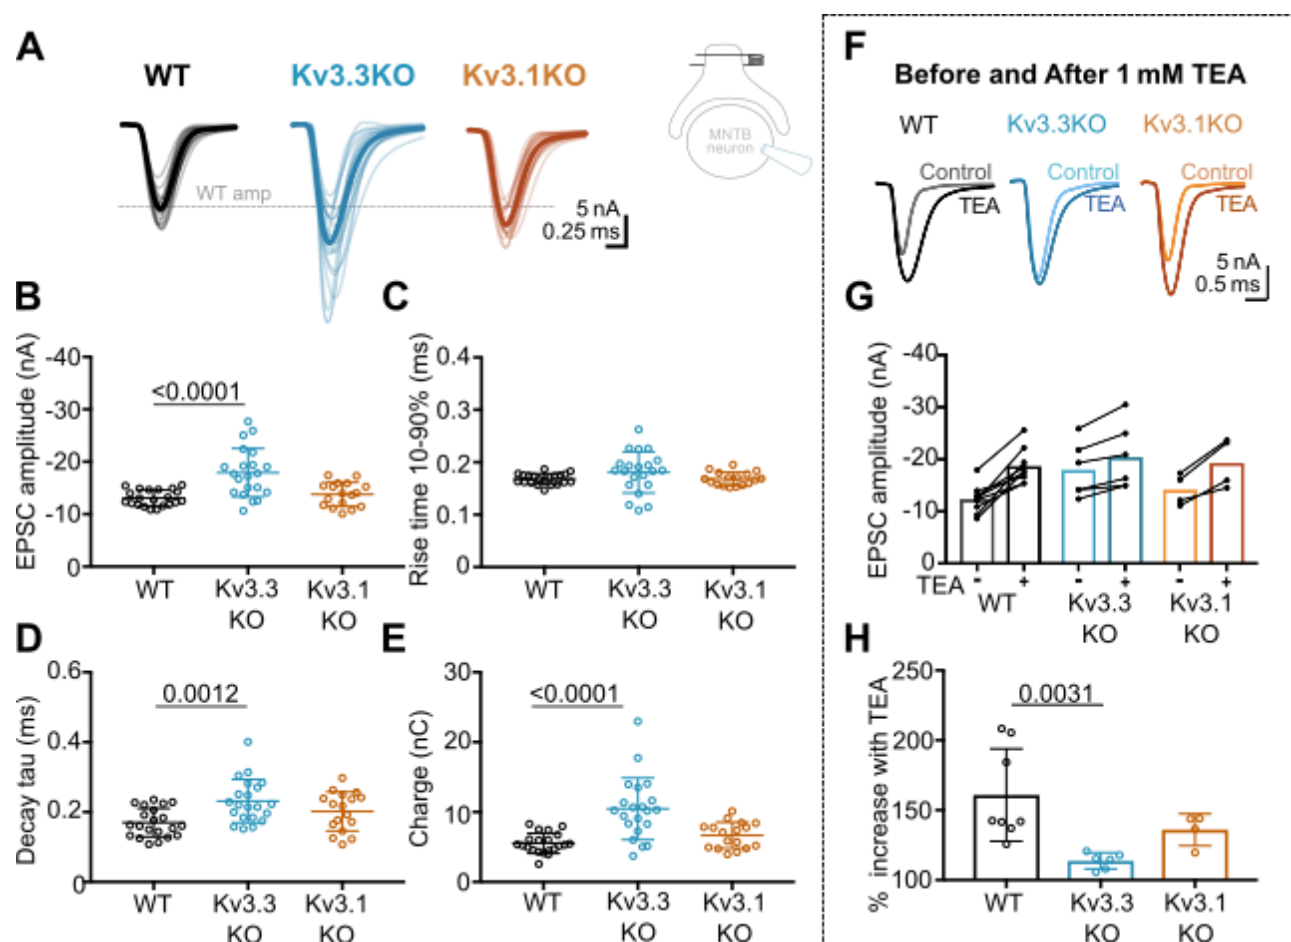 A
WT
Kv3.3KO
Kv3.1KO
WT amp
5 nA
0.25 ms
MNTB
neuron
B
EPSC amplitude (nA)
-40
-30
-20
-10
0
<0.0001
WT
Kv3.3
KO
Kv3.1
KO
C
Rise time 10-90% (ms)
0.4
0.3
0.2
0.1
0
WT
Kv3.3
KO
Kv3.1
KO
D
Decay tau (ms)
0.6
0.4
0.2
0
0.0012
WT
Kv3.3
KO
Kv3.1
KO
E
Charge (nC)
30
20
10
0
<0.0001
WT
Kv3.3
KO
Kv3.1
KO
F
Before and After 1 mM TEA
WT
Kv3.3KO
Kv3.1KO
Control
TEA
Control
TEA
Control
TEA
5 nA
0.5 ms
G
EPSC amplitude (nA)
-40
-30
-20
-10
0
TEA - + - + - +
WT
Kv3.3
KO
Kv3.1
KO
H
% increase with TEA
250
200
150
100
0.0031
WT
Kv3.3
KO
Kv3.1
KO